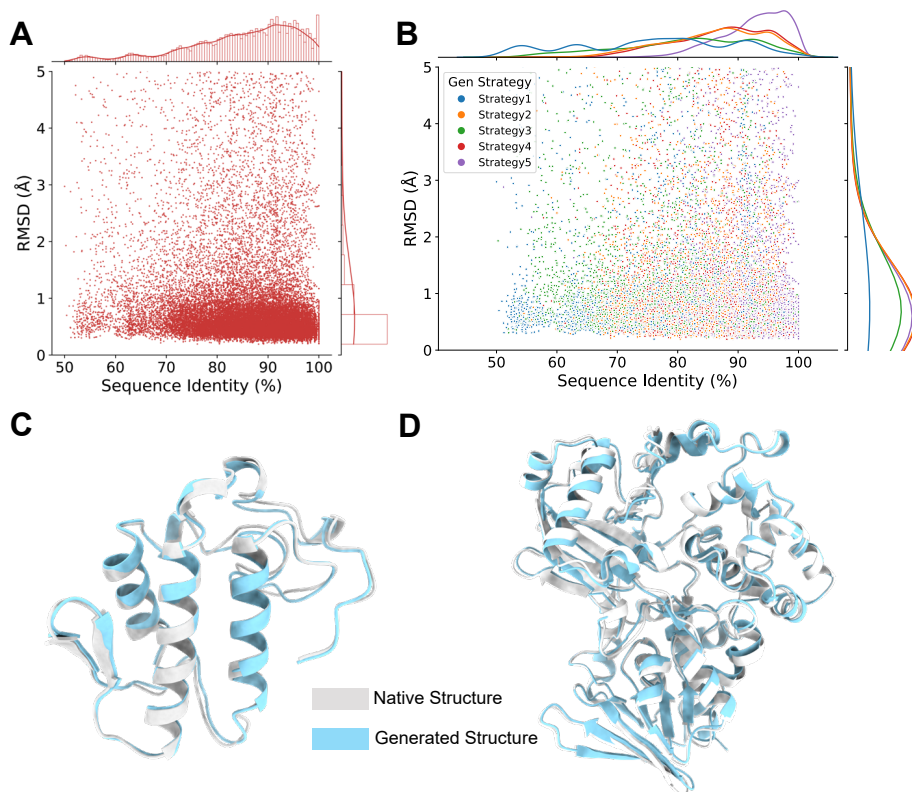 A
B
5
4
3
2
1
0
RMSD (Å)
50 60 70 80 90 100
Sequence Identity (%)
5
4
3
2
1
0
RMSD (Å)
Gen Strategy
Strategy1
Strategy2
Strategy3
Strategy4
Strategy5
50 60 70 80 90 100
Sequence Identity (%)
C
D
Native Structure
Generated Structure